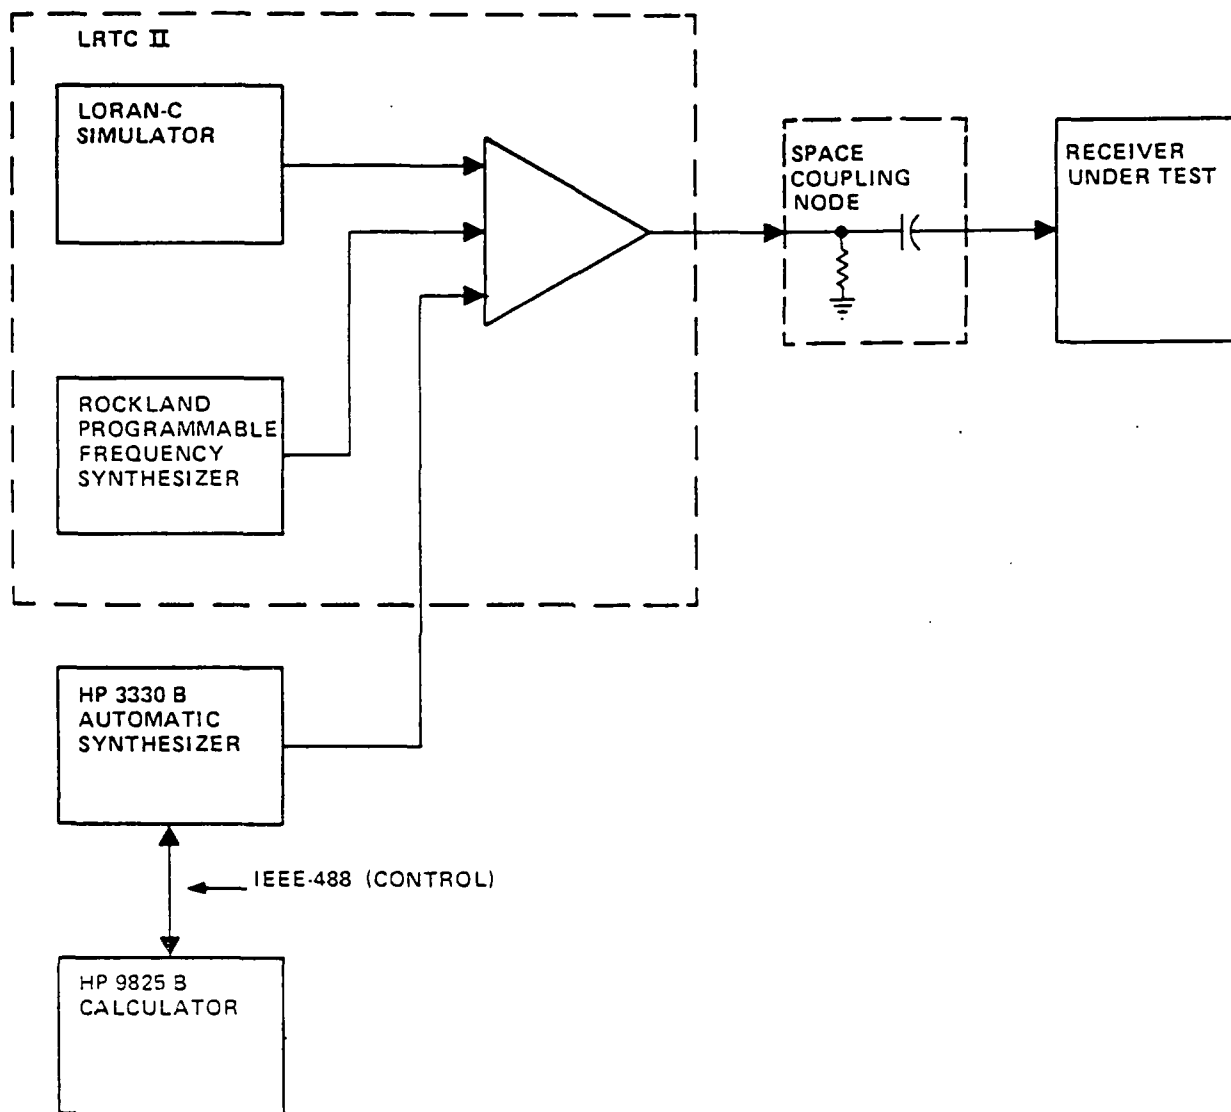 LRTC II
LORAN-C
SIMULATOR
SPACE
COUPLING
NODE
RECEIVER
UNDER TEST
ROCKLAND
PROGRAMMABLE
FREQUENCY
SYNTHESIZER
HP 3330 B
AUTOMATIC
SYNTHESIZER
IEEE-488 (CONTROL)
HP 9825 B
CALCULATOR